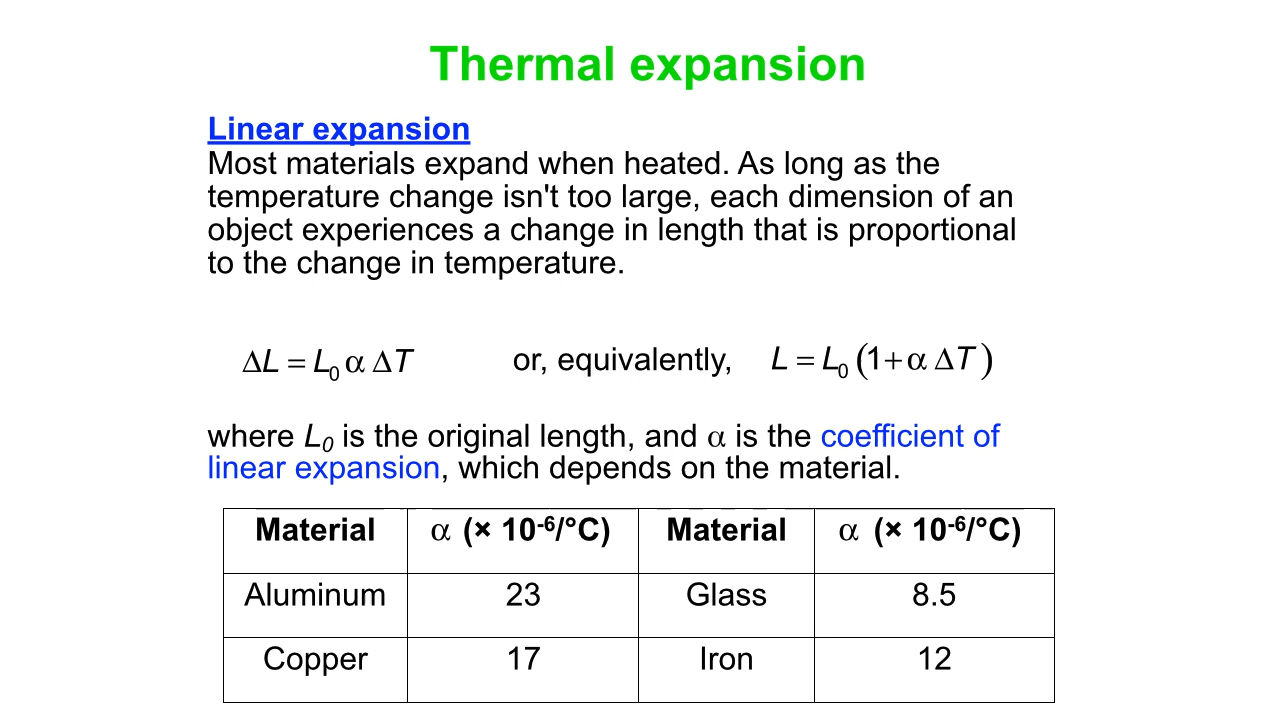 Thermal expansion
Linear expansion
Most materials expand when heated. As long as the
temperature change isn't too large, each dimension of an
object experiences a change in length that is proportional
to the change in temperature.
ΔL = L₀ α ΔT or, equivalently, L = L₀ (1+ α ΔT)
where L₀ is the original length, and α is the coefficient of
linear expansion, which depends on the material.
Material α (× 10⁻⁶/°C) Material α (× 10⁻⁶/°C)
Aluminum 23 Glass 8.5
Copper 17 Iron 12